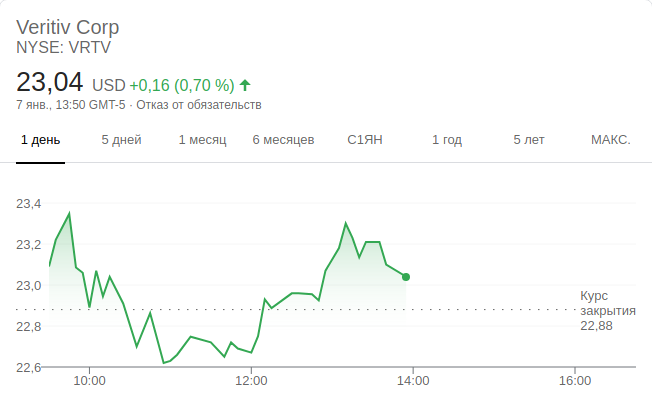 Veritiv Corp
NYSE: VRTV
23,04 USD +0,16 (0,70 %)
7 янв., 13:50 GMT-5 · Отказ от обязательств
1 день 5 дней 1 месяц 6 месяцев С1ЯН 1 год 5 лет МАКС.
23,4
23,2
23,0
22,8
22,6
Курс
закрытия
22,88
10:00 12:00 14:00 16:00